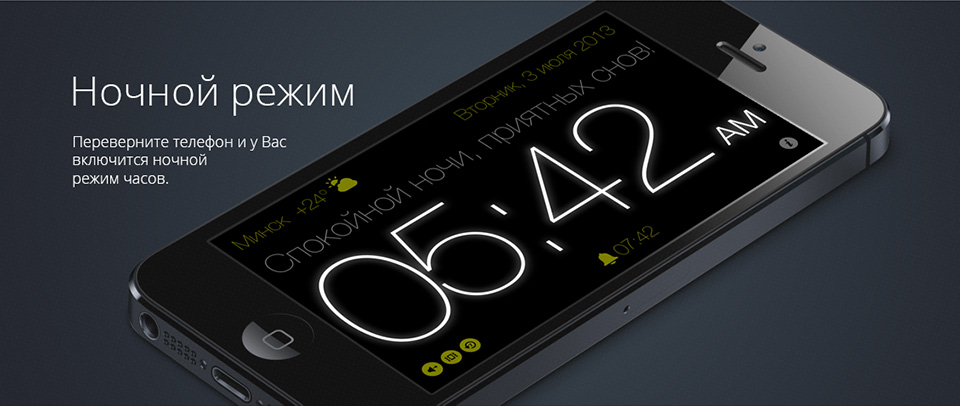 Ночной режим
Переверните телефон и у Вас
включится ночной
режим часов.
Вторник, 3 июля 2013
Минск +24°
Спокойной ночи, приятных снов!
05:42 AM
07:42